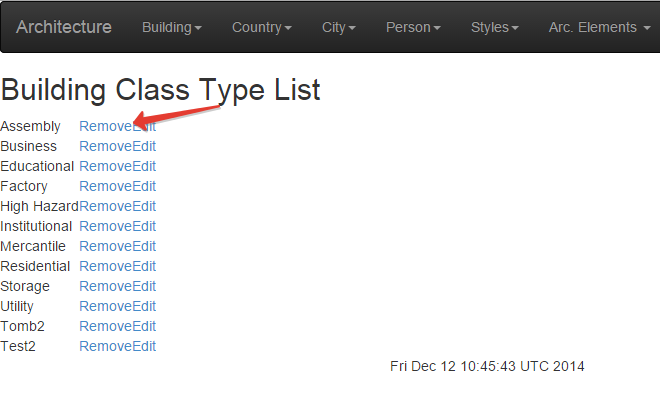 Architecture Building Country City Person Styles Arc. Elements
Building Class Type List
Assembly RemoveEdit
Business RemoveEdit
Educational RemoveEdit
Factory RemoveEdit
High Hazard RemoveEdit
Institutional RemoveEdit
Mercantile RemoveEdit
Residential RemoveEdit
Storage RemoveEdit
Utility RemoveEdit
Tomb2 RemoveEdit
Test2 RemoveEdit
Fri Dec 12 10:45:43 UTC 2014